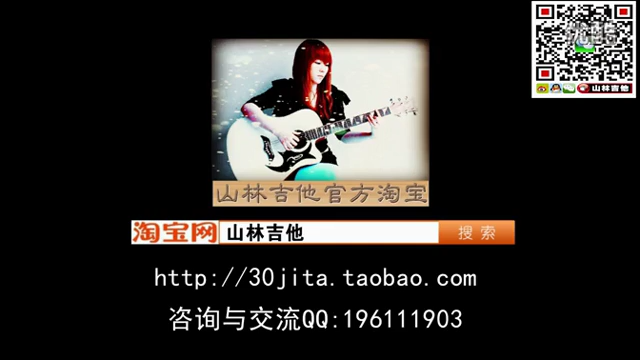 山林吉他
山林吉他官方淘宝
淘宝网 山林吉他 搜索
http://30jita.taobao.com
咨询与交流QQ:196111903